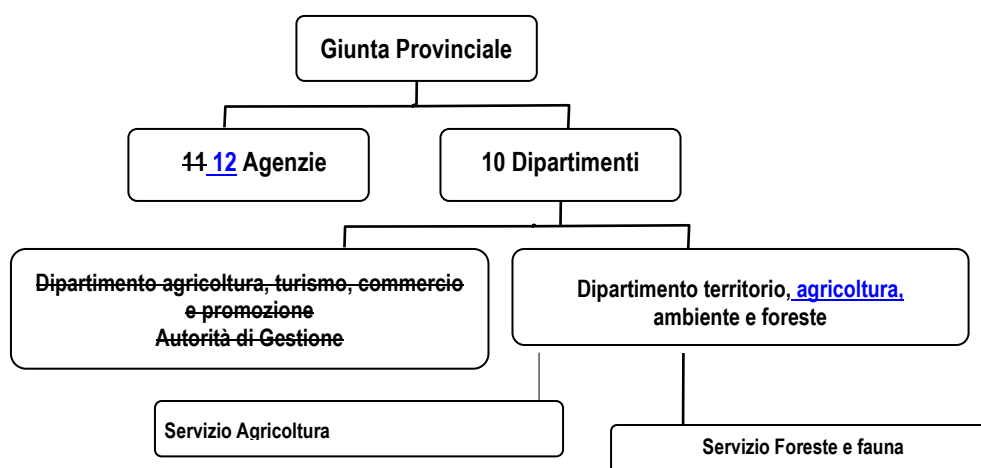 Giunta Provinciale
11 12 Agenzie
10 Dipartimenti
Dipartimento agricoltura, turismo, commercio
e promozione
Autorità di Gestione
Dipartimento territorio, agricoltura,
ambiente e foreste
Servizio Agricoltura
Servizio Foreste e fauna